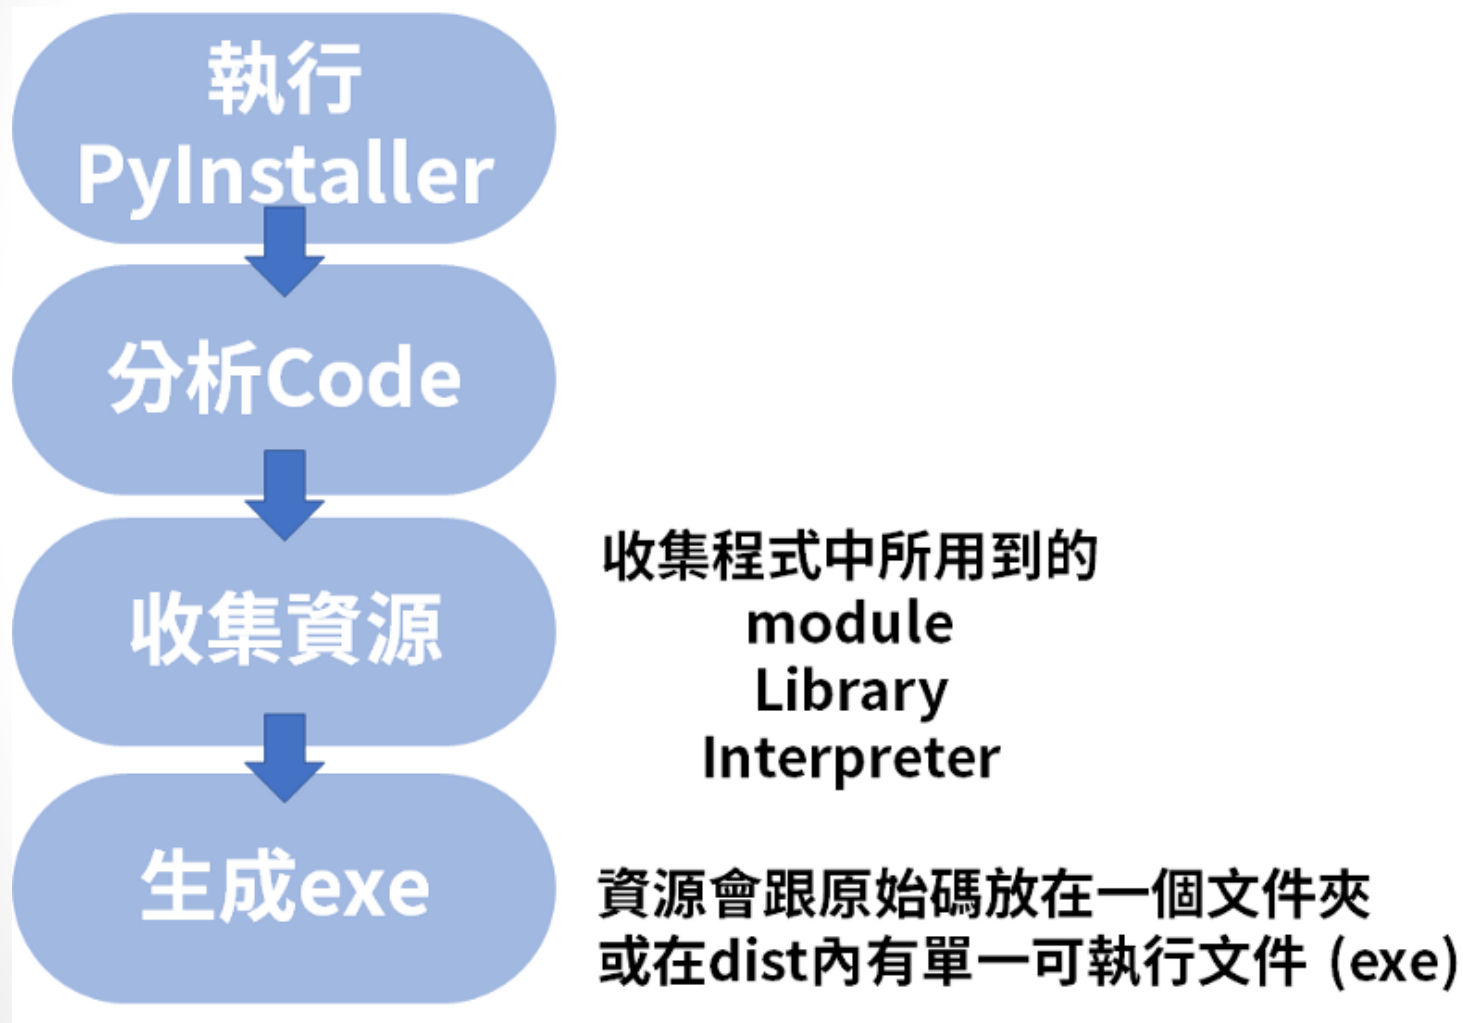 執行
PyInstaller
分析Code
收集資源
收集程式中所用到的
module
Library
Interpreter
生成exe
資源會跟原始碼放在一個文件夾
或在dist內有單一可執行文件 (exe)